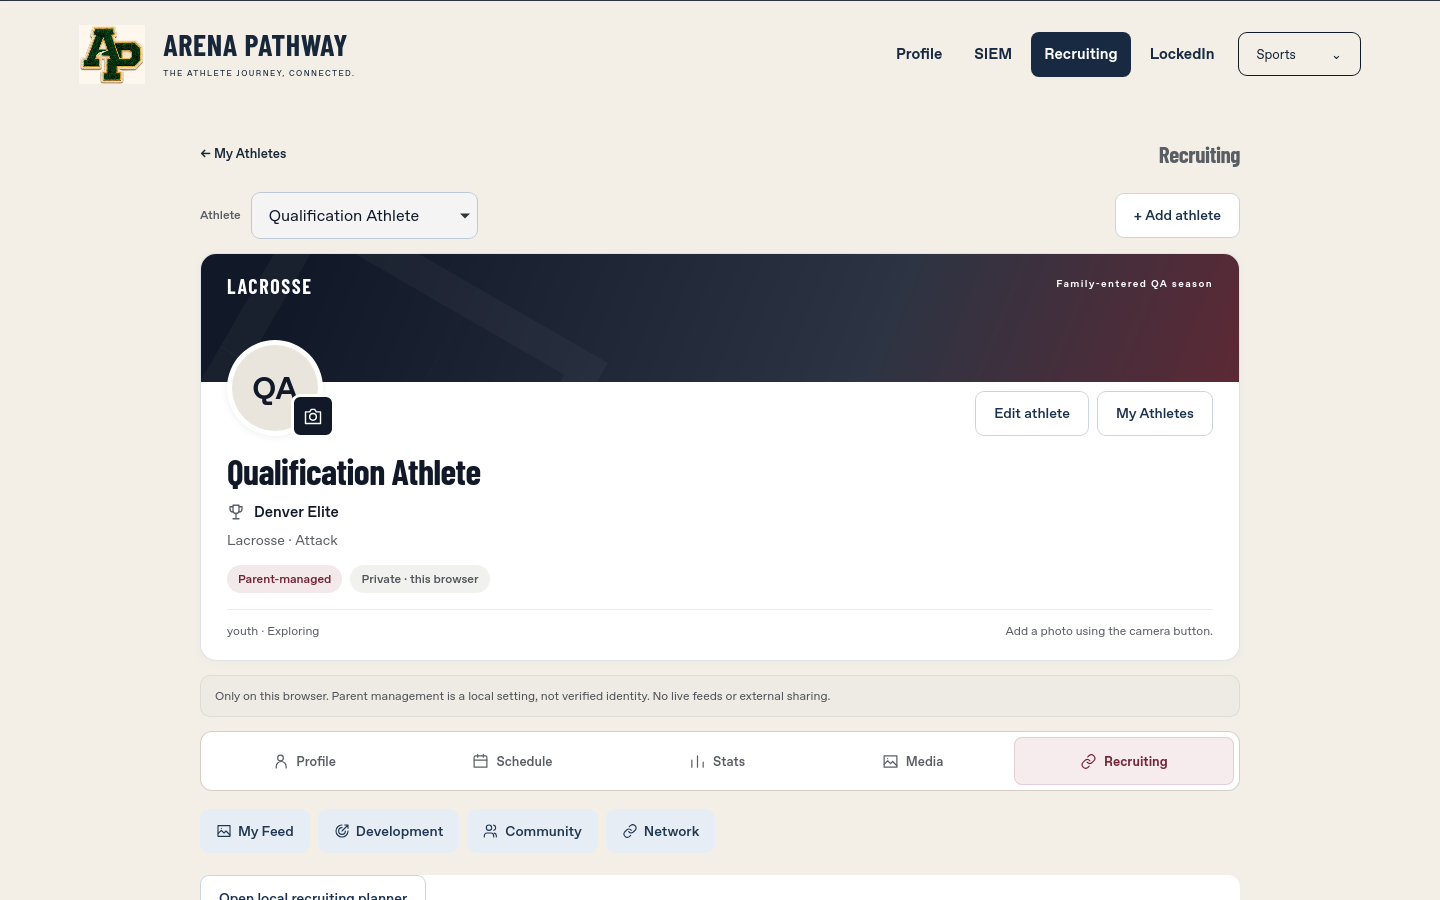 AP
ARENA PATHWAY
THE ATHLETE JOURNEY, CONNECTED.
Profile
SIEM
Recruiting
LockedIn
Sports
← My Athletes
Recruiting
Athlete
Qualification Athlete
+ Add athlete
LACROSSE
Family-entered QA season
QA
Edit athlete
My Athletes
Qualification Athlete
Denver Elite
Lacrosse · Attack
Parent-managed
Private · this browser
youth · Exploring
Add a photo using the camera button.
Only on this browser. Parent management is a local setting, not verified identity. No live feeds or external sharing.
Profile
Schedule
Stats
Media
Recruiting
My Feed
Development
Community
Network
Open local recruiting planner